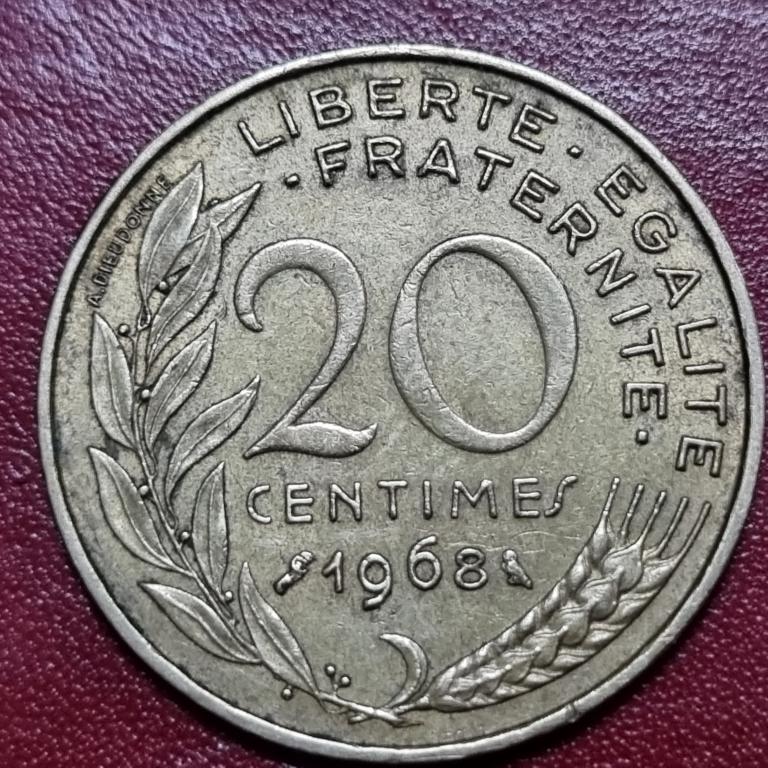 LIBERTE · EGALITE
· FRATERNITE ·
A. DIEUDONNE
20
CENTIMES
1968